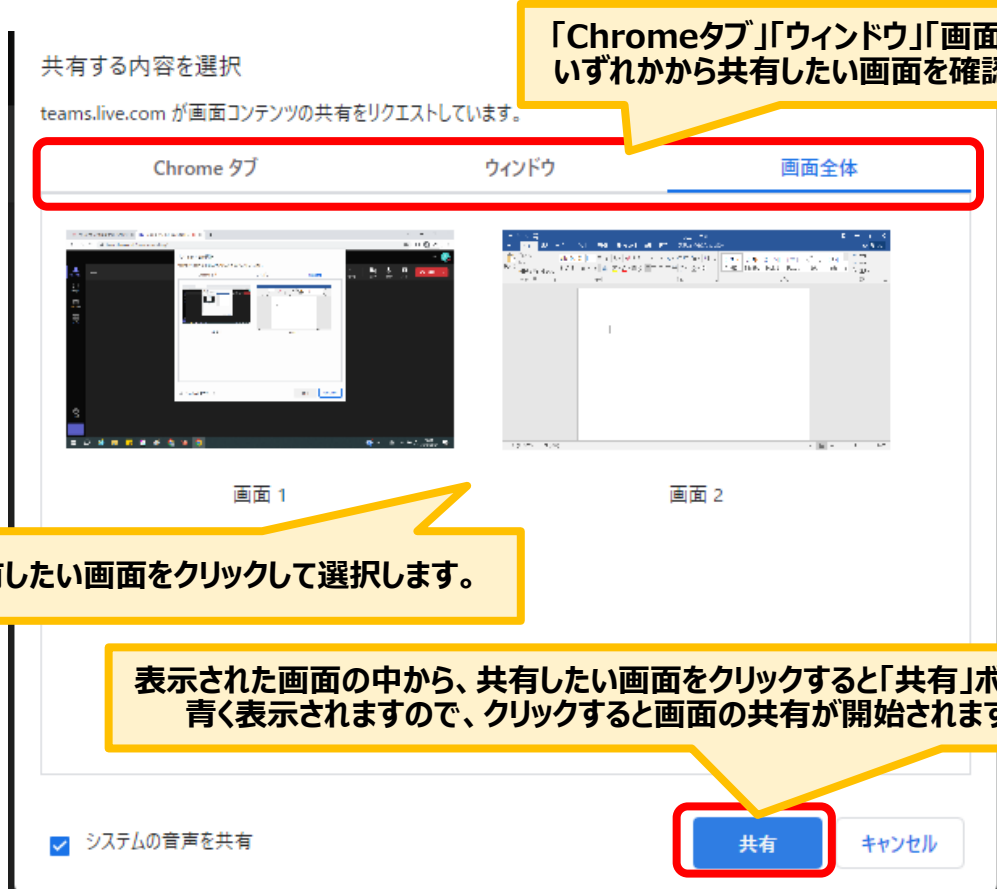 「Chromeタブ」「ウィンドウ」「画面
いずれかから共有したい画面を確認
共有する内容を選択
teams.live.com が画面コンテンツの共有をリクエストしています。
Chrome タブ
ウィンドウ
画面全体
画面 1
画面 2
したい画面をクリックして選択します。
表示された画面の中から、共有したい画面をクリックすると「共有」ボ
青く表示されますので、クリックすると画面の共有が開始されます
システムの音声を共有
共有
キャンセル